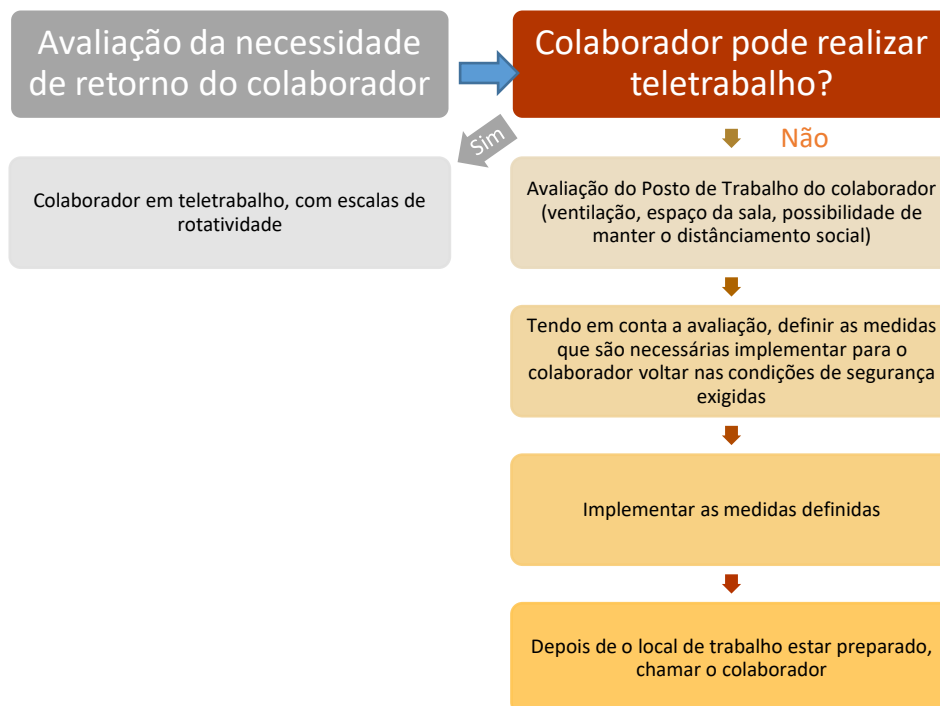 Avaliação da necessidade
de retorno do colaborador
Colaborador pode realizar
teletrabalho?
Sim
Não
Colaborador em teletrabalho, com escalas de
rotatividade
Avaliação do Posto de Trabalho do colaborador
(ventilação, espaço da sala, possibilidade de
manter o distânciamento social)
Tendo em conta a avaliação, definir as medidas
que são necessárias implementar para o
colaborador voltar nas condições de segurança
exigidas
Implementar as medidas definidas
Depois de o local de trabalho estar preparado,
chamar o colaborador